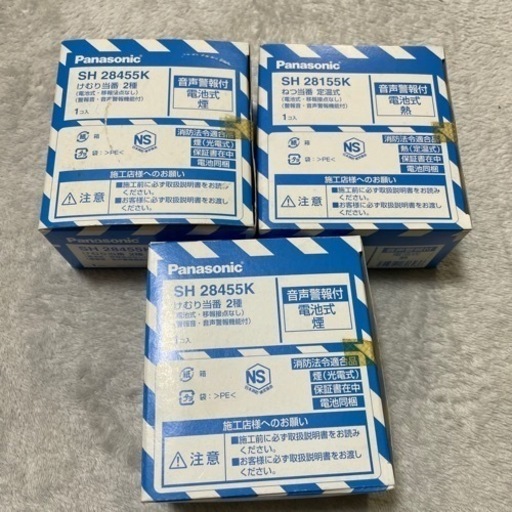 Panasonic
SH 28455K
けむり当番 2種
(電池式・移報接点なし)
(警報音・音声警報機能付)
1コ入
音声警報付
電池式
煙
紙 箱
袋:>PE<
NS
消防法令適合品
煙(光電式)
保証書在中
電池同梱
施工店様へのお願い
注意
■施工前に必ず取扱説明書をお読み
ください。
■お客様に必ず取扱説明書をお渡し
ください。
Panasonic
SH 28455K
けむり当番 2種
Panasonic
SH 28155K
ねつ当番 定温式
(電池式・移報接点なし)
(警報音・音声警報機能付)
1コ入
音声警報付
電池式
熱
紙 箱
袋:>PE<
NS
消防法令適合品
熱(定温式)
保証書在中
電池同梱
施工店様へのお願い
注意
■施工前に必ず取扱説明書をお読み
ください。
■お客様に必ず取扱説明書をお渡し
ください。
Panasonic
SH 28455K
けむり当番 2種
(電池式・移報接点なし)
(警報音・音声警報機能付)
1コ入
音声警報付
電池式
煙
紙 箱
袋:>PE<
NS
消防法令適合品
煙(光電式)
保証書在中
電池同梱
施工店様へのお願い
注意
■施工前に必ず取扱説明書をお読み
ください。
■お客様に必ず取扱説明書をお渡し
ください。